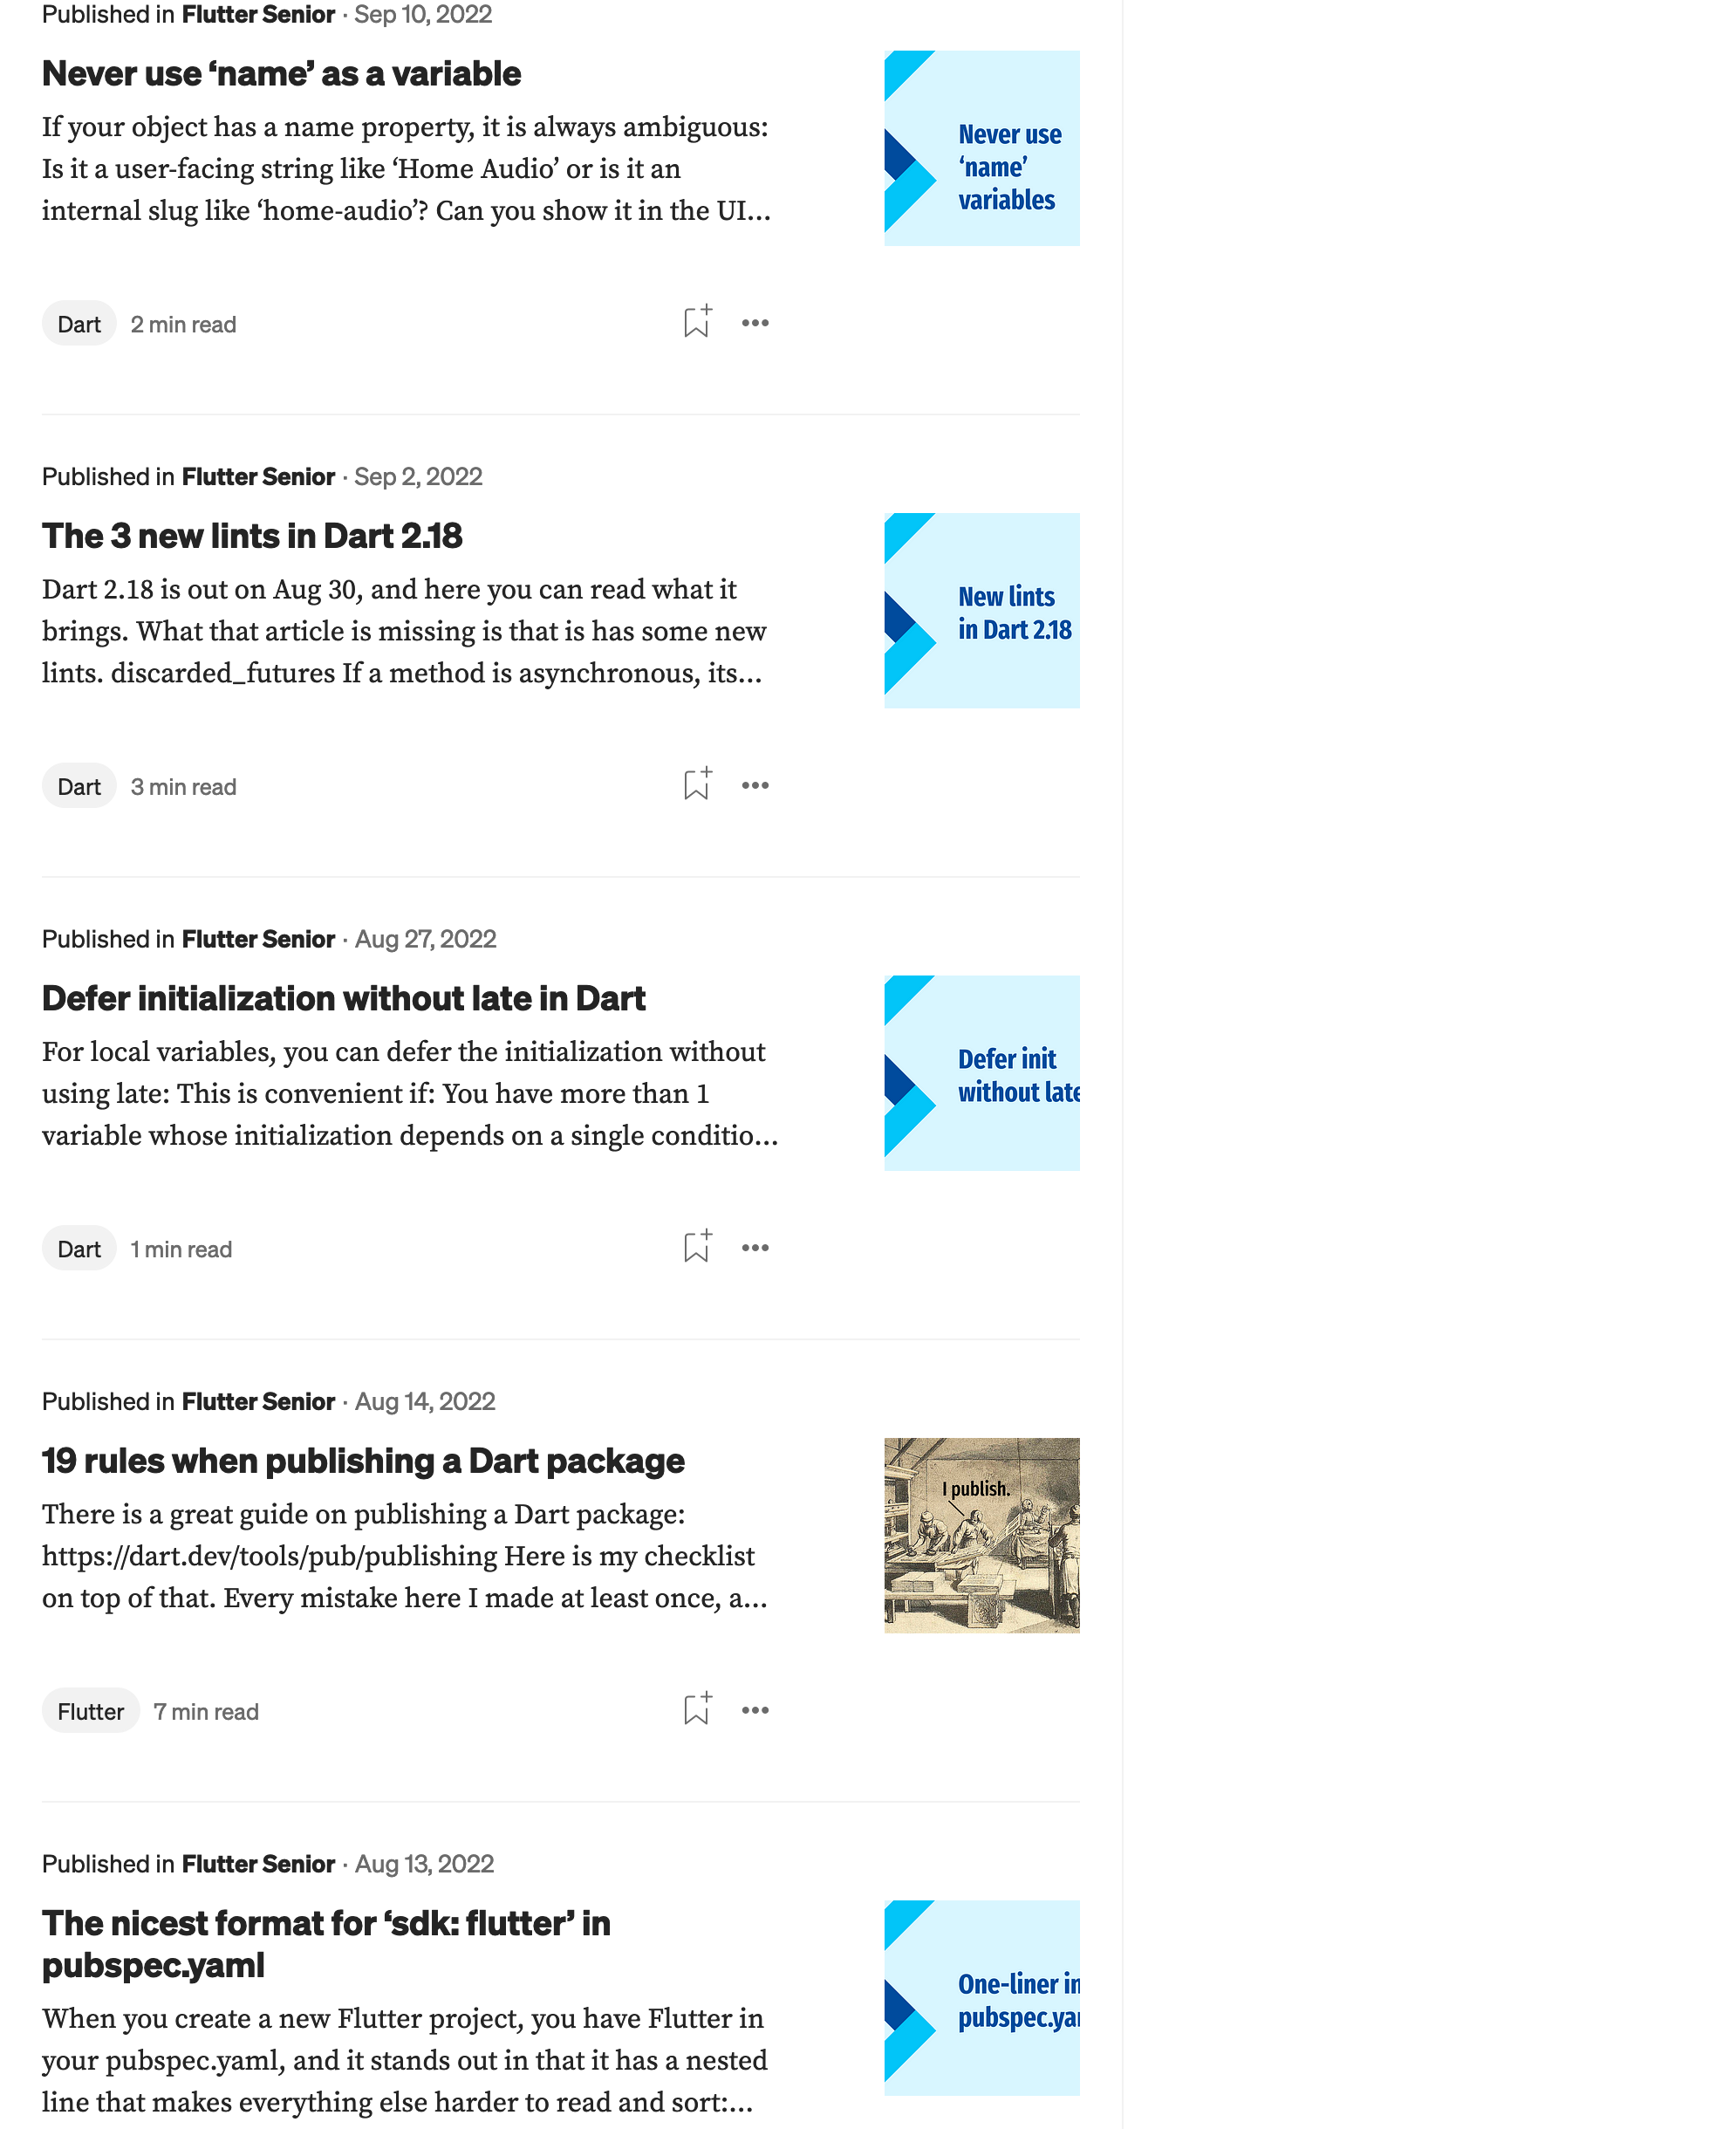 Published in Flutter Senior · Sep 10, 2022
Never use ‘name’ as a variable
If your object has a name property, it is always ambiguous:
Is it a user-facing string like ‘Home Audio’ or is it an
internal slug like ‘home-audio’? Can you show it in the UI…
Never use
‘name’
variables
Dart 2 min read
Published in Flutter Senior · Sep 2, 2022
The 3 new lints in Dart 2.18
Dart 2.18 is out on Aug 30, and here you can read what it
brings. What that article is missing is that is has some new
lints. discarded_futures If a method is asynchronous, its…
New lints
in Dart 2.18
Dart 3 min read
Published in Flutter Senior · Aug 27, 2022
Defer initialization without late in Dart
For local variables, you can defer the initialization without
using late: This is convenient if: You have more than 1
variable whose initialization depends on a single conditio…
Defer init
without late
Dart 1 min read
Published in Flutter Senior · Aug 14, 2022
19 rules when publishing a Dart package
There is a great guide on publishing a Dart package:
https://dart.dev/tools/pub/publishing Here is my checklist
on top of that. Every mistake here I made at least once, a…
I publish.
Flutter 7 min read
Published in Flutter Senior · Aug 13, 2022
The nicest format for ‘sdk: flutter’ in
pubspec.yaml
When you create a new Flutter project, you have Flutter in
your pubspec.yaml, and it stands out in that it has a nested
line that makes everything else harder to read and sort:…
One-liner in
pubspec.ya